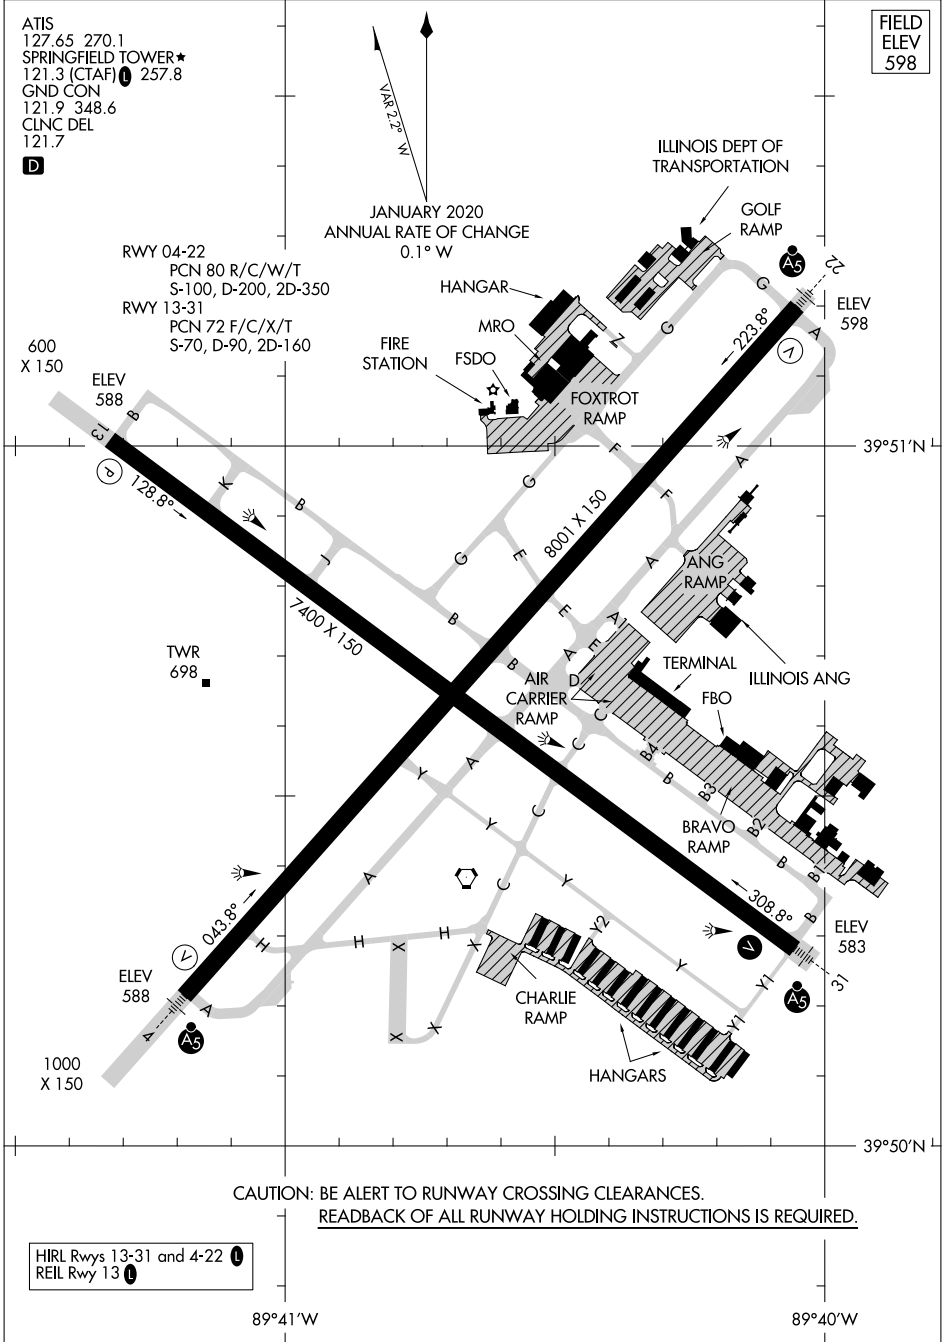 ATIS
127.65 270.1
SPRINGFIELD TOWER★
121.3 (CTAF) L 257.8
GND CON
121.9 348.6
CLNC DEL
121.7
D
FIELD
ELEV
598
VAR 2.2° W
JANUARY 2020
ANNUAL RATE OF CHANGE
0.1° W
RWY 04-22
PCN 80 R/C/W/T
S-100, D-200, 2D-350
RWY 13-31
PCN 72 F/C/X/T
S-70, D-90, 2D-160
ILLINOIS DEPT OF
TRANSPORTATION
GOLF
RAMP
HANGAR
MRO
FIRE
STATION
FSDO
FOXTROT
RAMP
Z
G
G
A5
22
ELEV
598
A
V
223.8°
600
X 150
ELEV
588
B
13
P
128.8°
K
B
J
7400 X 150
G
G
E
F
F
A
A
8001 X 150
39°51'N
ANG
RAMP
ILLINOIS ANG
TWR
698
B
B
E
A1
A
E
D
AIR
CARRIER
RAMP
TERMINAL
FBO
C
C
B4
B
B3
B2
B
B1
B
BRAVO
RAMP
A
Y
Y
C
C
Y
A
H
H
H
X
X
X
X
043.8°
V
ELEV
588
A
A5
4
1000
X 150
308.8°
V
ELEV
583
31
A5
Y2
Y
Y1
Y1
CHARLIE
RAMP
HANGARS
39°50'N
CAUTION: BE ALERT TO RUNWAY CROSSING CLEARANCES.
READBACK OF ALL RUNWAY HOLDING INSTRUCTIONS IS REQUIRED.
HIRL Rwys 13-31 and 4-22 L
REIL Rwy 13 L
89°41'W
89°40'W